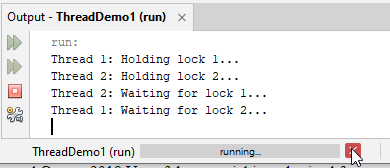 Output - ThreadDemo1 (run)
run:
Thread 1: Holding lock 1...
Thread 2: Holding lock 2...
Thread 2: Waiting for lock 1...
Thread 1: Waiting for lock 2...
ThreadDemo1 (run) running...